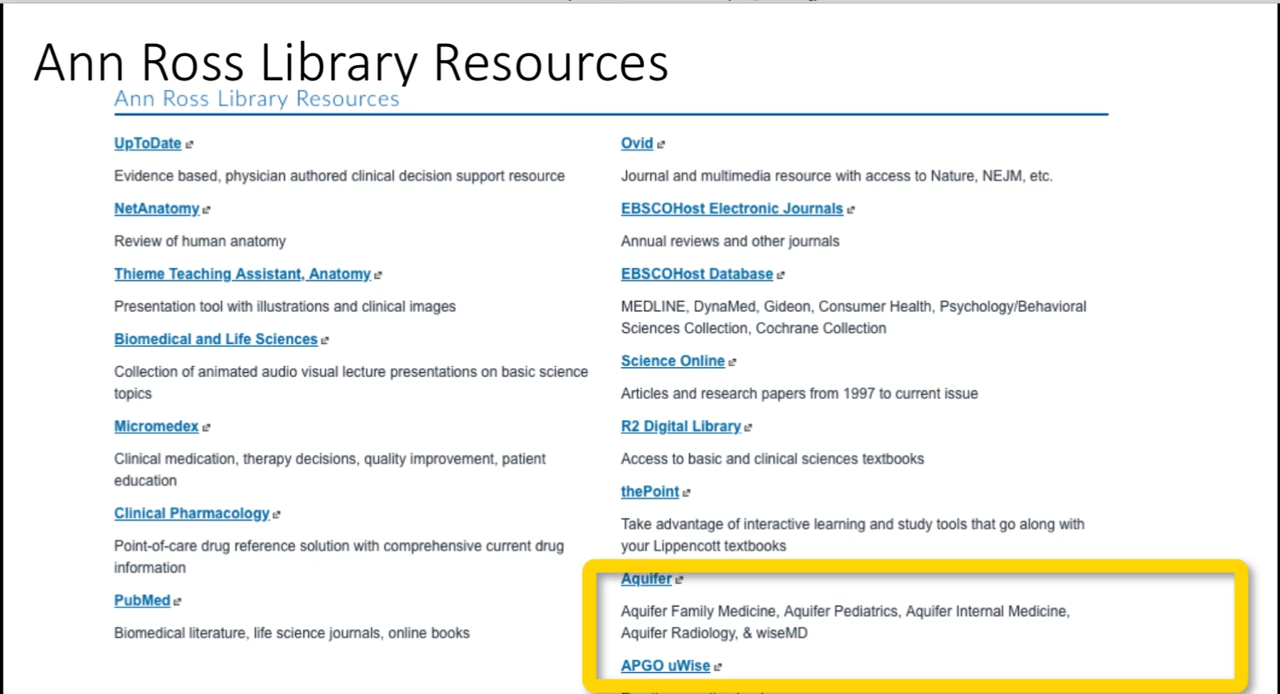 Ann Ross Library Resources
Ann Ross Library Resources
UpToDate
Evidence based, physician authored clinical decision support resource
NetAnatomy
Review of human anatomy
Thieme Teaching Assistant, Anatomy
Presentation tool with illustrations and clinical images
Biomedical and Life Sciences
Collection of animated audio visual lecture presentations on basic science
topics
Micromedex
Clinical medication, therapy decisions, quality improvement, patient
education
Clinical Pharmacology
Point-of-care drug reference solution with comprehensive current drug
information
PubMed
Biomedical literature, life science journals, online books
Ovid
Journal and multimedia resource with access to Nature, NEJM, etc.
EBSCOHost Electronic Journals
Annual reviews and other journals
EBSCOHost Database
MEDLINE, DynaMed, Gideon, Consumer Health, Psychology/Behavioral
Sciences Collection, Cochrane Collection
Science Online
Articles and research papers from 1997 to current issue
R2 Digital Library
Access to basic and clinical sciences textbooks
thePoint
Take advantage of interactive learning and study tools that go along with
your Lippencott textbooks
Aquifer
Aquifer Family Medicine, Aquifer Pediatrics, Aquifer Internal Medicine,
Aquifer Radiology, & wiseMD
APGO uWise